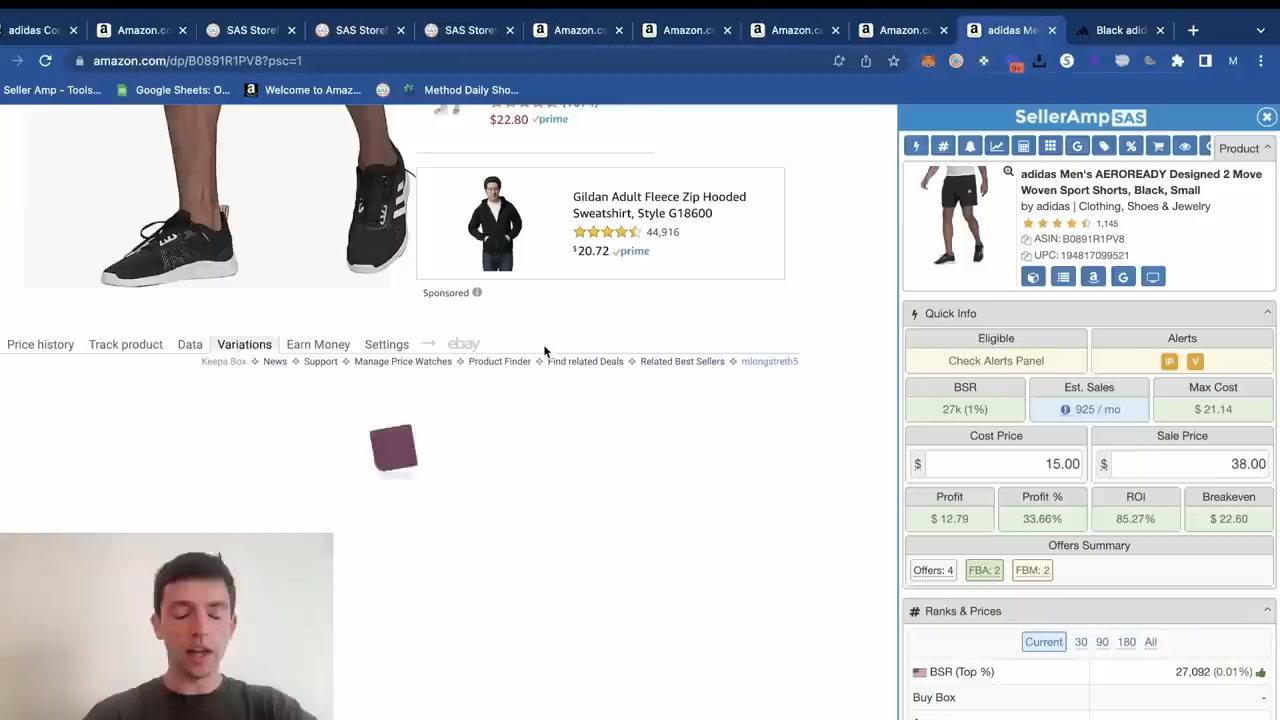 adidas Co
Amazon.co
SAS Store!
SAS Store!
SAS Store
Amazon.co
Amazon.co
Amazon.co
Amazon.co
adidas Me
Black adid
amazon.com/dp/B0891R1PV8?psc=1
9+
M
Seller Amp - Tools...
Google Sheets: O...
Welcome to Amaz...
Method Daily Sho...
$22.80 prime
Gildan Adult Fleece Zip Hooded
Sweatshirt, Style G18600
44,916
$20.72 prime
Sponsored
Price history
Track product
Data
Variations
Earn Money
Settings
ebay
Keepa Box
News
Support
Manage Price Watches
Product Finder
Find related Deals
Related Best Sellers
mlongstreth5
SellerAmp SAS
Product
adidas Men's AEROREADY Designed 2 Move
Woven Sport Shorts, Black, Small
by adidas | Clothing, Shoes & Jewelry
1,145
ASIN: B0891R1PV8
UPC: 194817099521
Quick Info
Eligible
Alerts
Check Alerts Panel
IP
V
BSR
Est. Sales
Max Cost
27k (1%)
925 / mo
$ 21.14
Cost Price
Sale Price
$ 15.00
$ 38.00
Profit
Profit %
ROI
Breakeven
$ 12.79
33.66%
85.27%
$ 22.60
Offers Summary
Offers: 4
FBA: 2
FBM: 2
# Ranks & Prices
Current
30
90
180
All
BSR (Top %)
27,092 (0.01%)
Buy Box
-